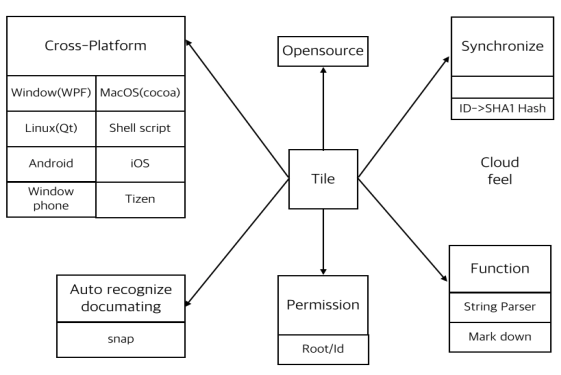 Cross-Platform
Window(WPF)
MacOS(cocoa)
Linux(Qt)
Shell script
Android
iOS
Window
phone
Tizen
Opensource
Synchronize
ID->SHA1 Hash
Cloud
feel
Tile
Auto recognize
documating
snap
Permission
Root/Id
Function
String Parser
Mark down